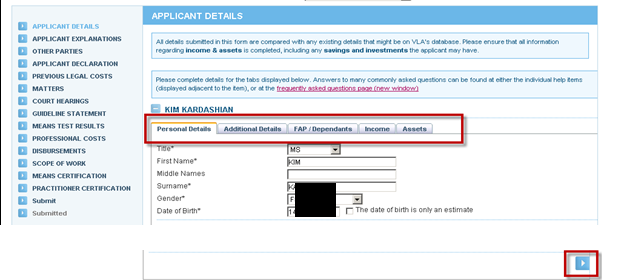 APPLICANT DETAILS
APPLICANT EXPLANATIONS
OTHER PARTIES
APPLICANT DECLARATION
PREVIOUS LEGAL COSTS
MATTERS
COURT HEARINGS
GUIDELINE STATEMENT
MEANS TEST RESULTS
PROFESSIONAL COSTS
DISBURSEMENTS
SCOPE OF WORK
MEANS CERTIFICATION
PRACTITIONER CERTIFICATION
Submit
Submitted
APPLICANT DETAILS
All details submitted in this form are compared with any existing details that might be on VLA's database. Please ensure that all information
regarding income & assets is completed, including any savings and investments the applicant may have.
Please complete details for the tabs displayed below. Answers to many commonly asked questions can be found at either the individual help items
(displayed adjacent to the item), or at the frequently asked questions page (new window)
KIM KARDASHIAN
Personal Details Additional Details FAP / Dependants Income Assets
Title* MS
First Name* KIM
Middle Names
Surname* KA
Gender* F
Date of Birth* The date of birth is only an estimate